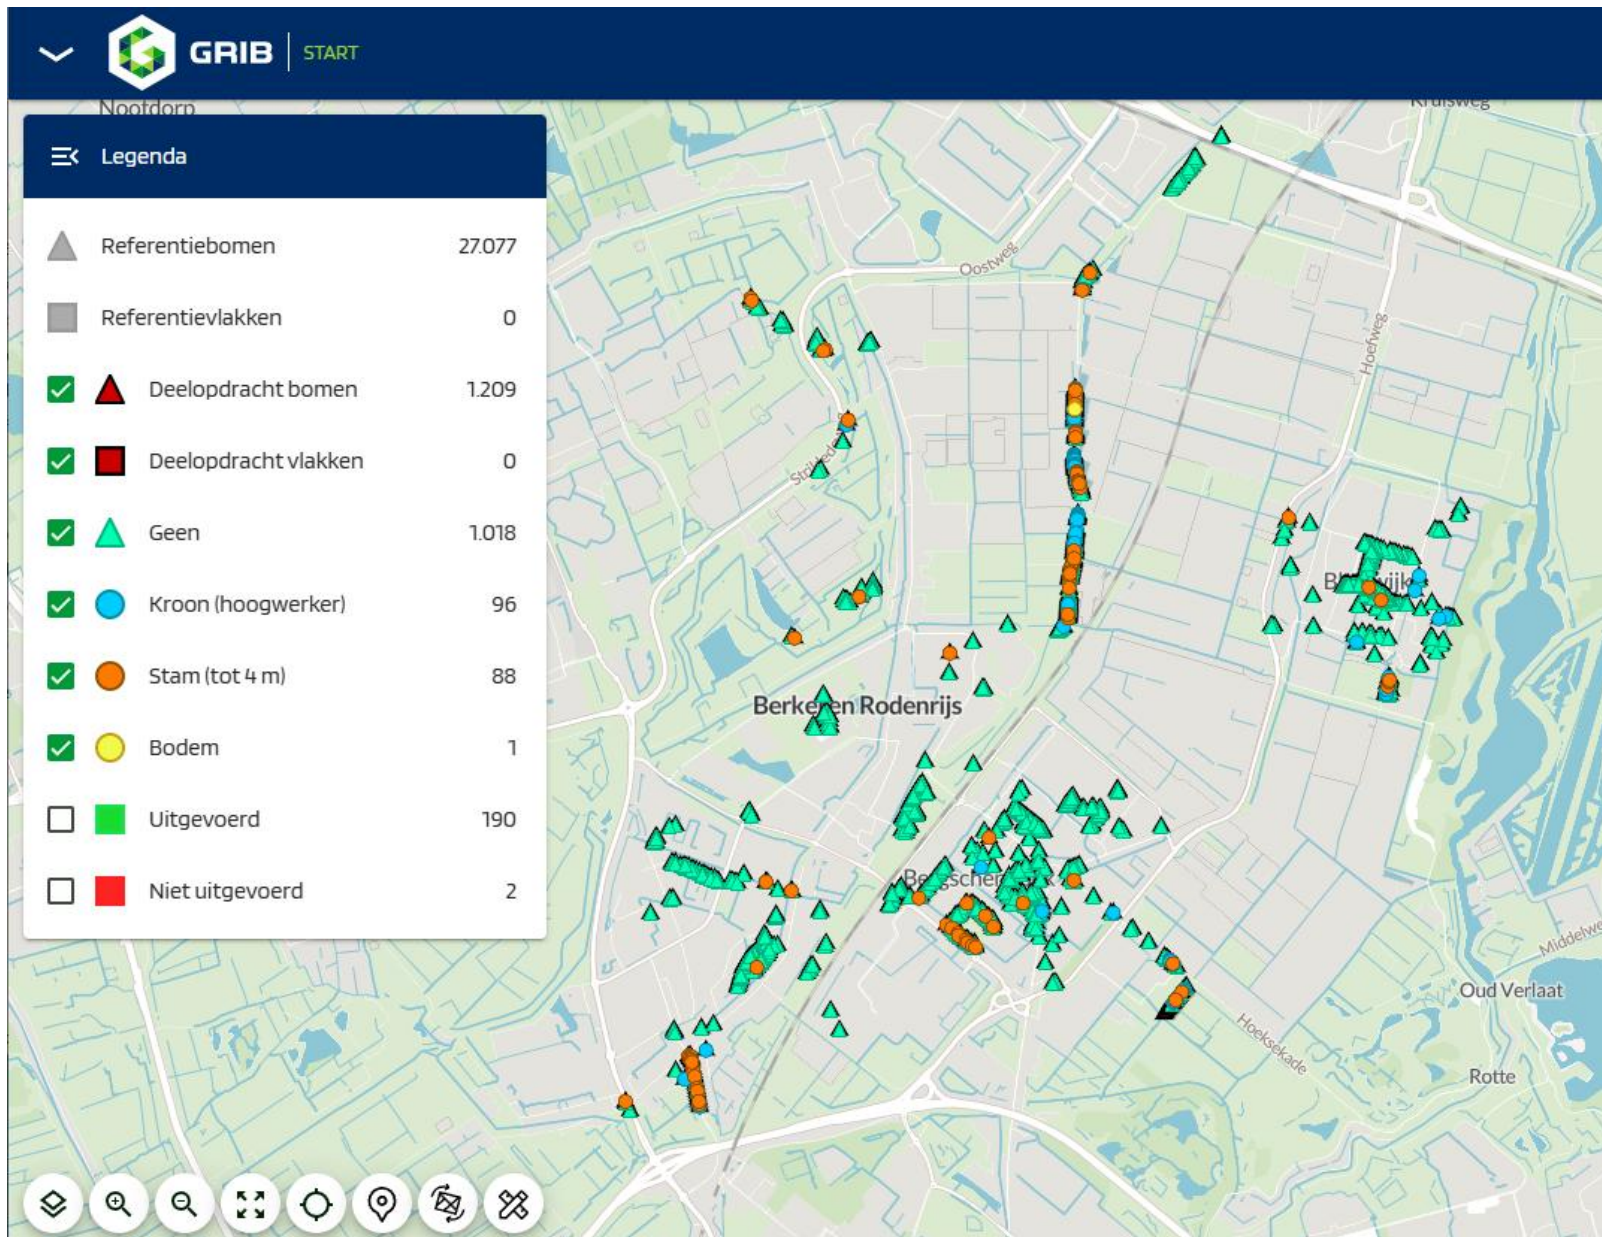 GRIB START
Nootdorp
Kruisweg
Legenda
Referentiebomen 27.077
Referentievlakken 0
Deelopdracht bomen 1.209
Deelopdracht vlakken 0
Geen 1.018
Kroon (hoogwerker) 96
Stam (tot 4 m) 88
Bodem 1
Uitgevoerd 190
Niet uitgevoerd 2
Oostweg
Hoefweg
Berkel en Rodenrijs
Middelwe
Oud Verlaat
Hoeksekade
Rotte